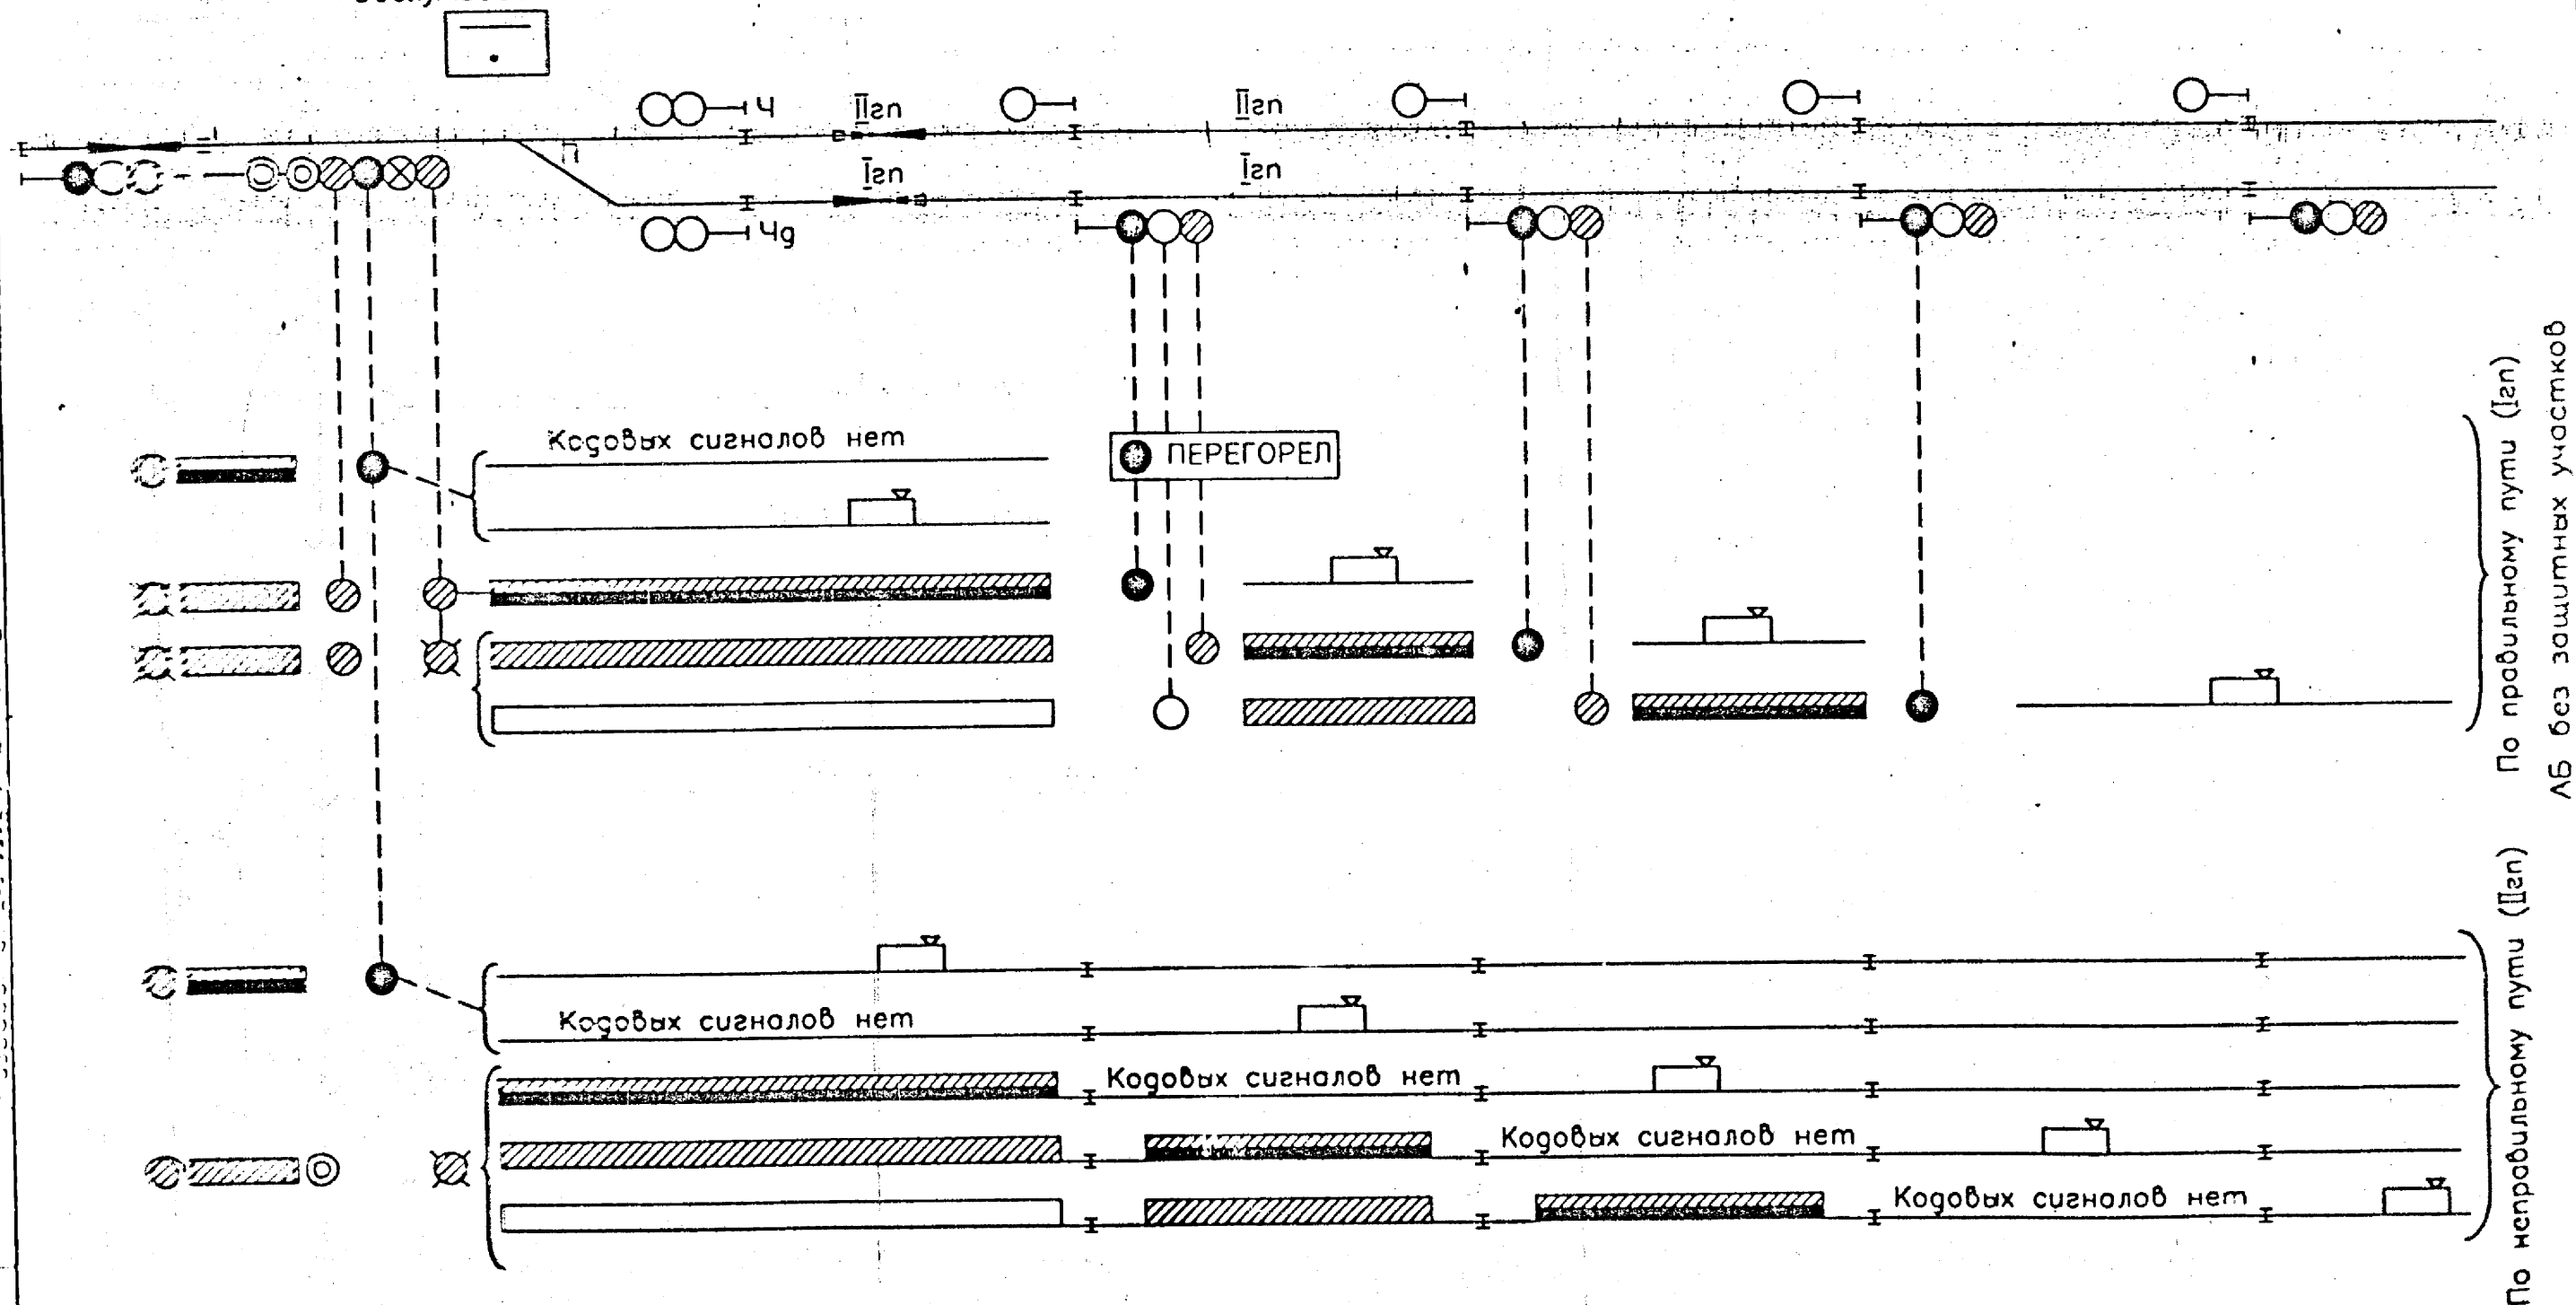 Ч
IIгп
IIгп
Iгп
Iгп
Чд
Кодовых сигналов нет
ПЕРЕГОРЕЛ
По правильному пути (Iгп)
АБ без защитных участков
Кодовых сигналов нет
Кодовых сигналов нет
Кодовых сигналов нет
Кодовых сигналов нет
По неправильному пути (IIгп)